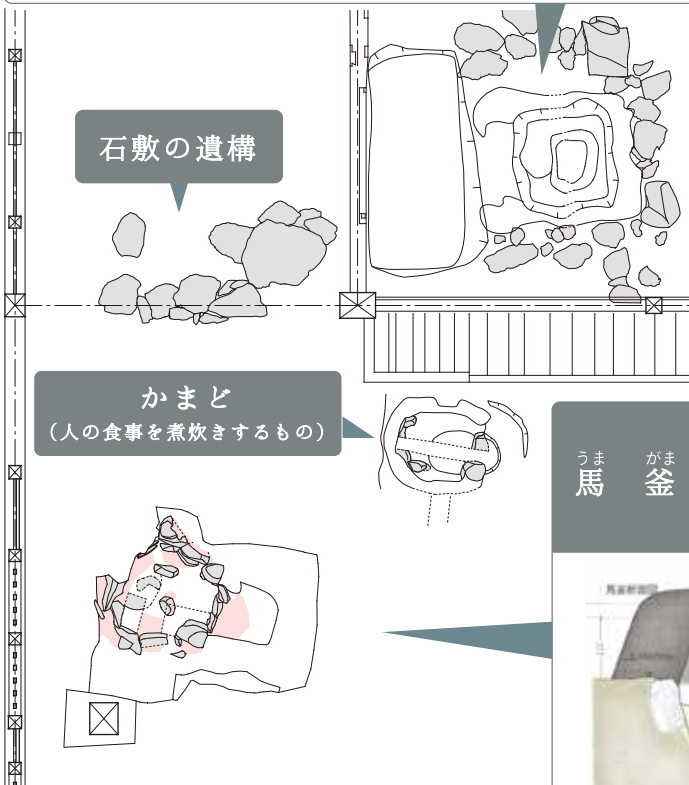 石敷の遺構
かまど
（人の食事を煮炊きするもの）
うま がま
馬 釜